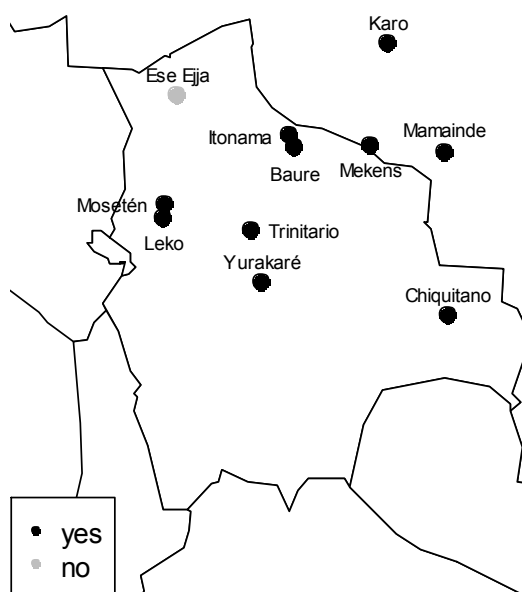 Karo
Ese Ejja
Itonama
Mamainde
Baure
Mekens
Mosetén
Leko
Trinitario
Yurakaré
Chiquitano
yes
no